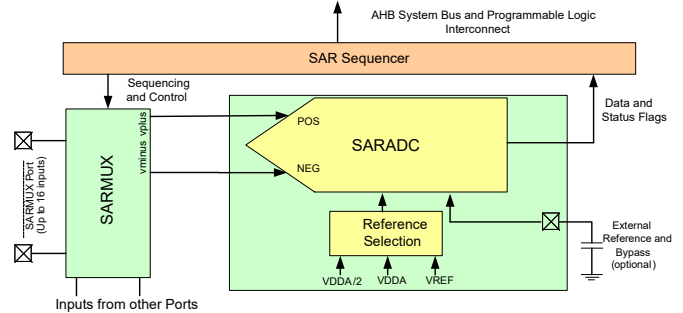 AHB System Bus and Programmable Logic
Interconnect
SAR Sequencer
Sequencing
and Control
Data and
Status Flags
vminus vplus
POS
SARADC
NEG
SARMUX
SARMUX Port
(Up to 16 inputs)
Reference
Selection
External
Reference and
Bypass
(optional)
VDDA/2 VDDA VREF
Inputs from other Ports